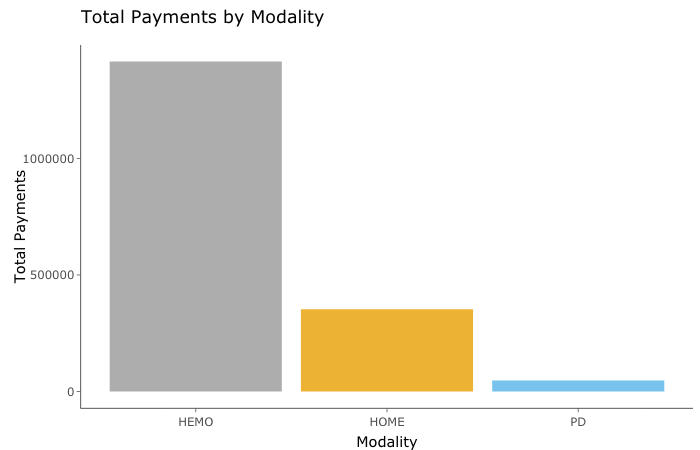 Total Payments by Modality
Total Payments
1000000
500000
0
HEMO
HOME
PD
Modality